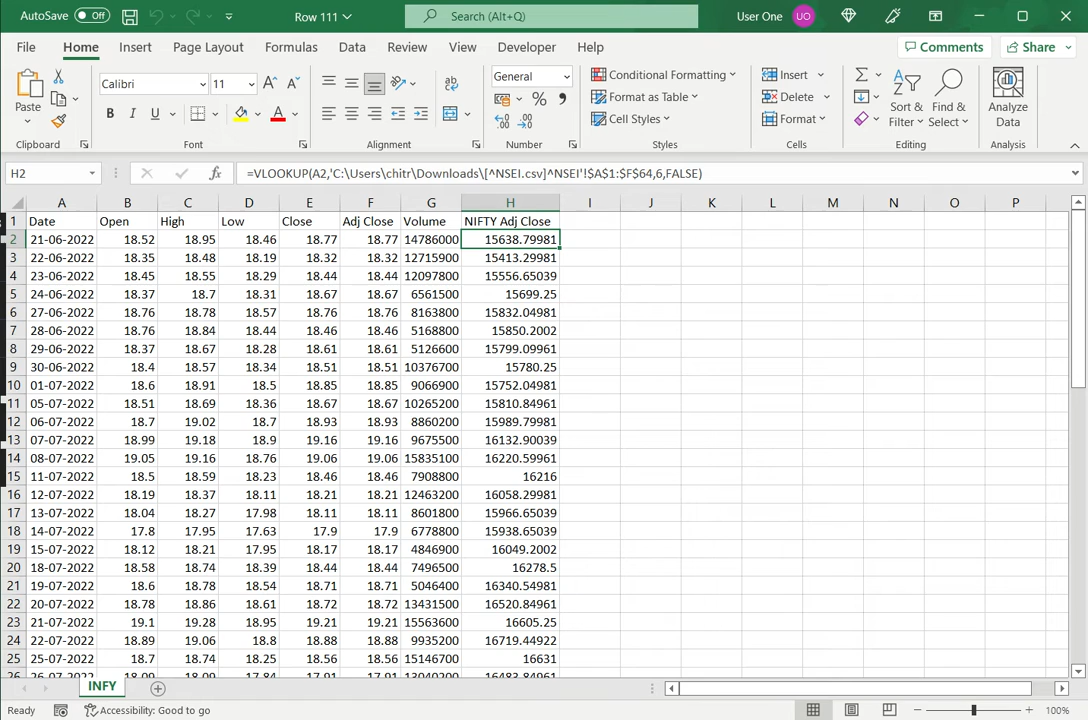 AutoSave Off Row 111 Search (Alt+Q) User One UO
File Home Insert Page Layout Formulas Data Review View Developer Help Comments Share
Paste Calibri 11 A A ab General Conditional Formatting Insert Σ Sort & Filter Find & Select Analyze Data
B I U A % , Format as Table Delete
Cell Styles Format
Clipboard Font Alignment Number Styles Cells Editing Analysis
H2 fx =VLOOKUP(A2,'C:\Users\chitr\Downloads\[^NSEI.csv]^NSEI'!$A$1:$F$64,6,FALSE)
A B C D E F G H I J K L M N O P
1 Date Open High Low Close Adj Close Volume NIFTY Adj Close
2 21-06-2022 18.52 18.95 18.46 18.77 18.77 14786000 15638.79981
3 22-06-2022 18.35 18.48 18.19 18.32 18.32 12715900 15413.29981
4 23-06-2022 18.45 18.55 18.29 18.44 18.44 12097800 15556.65039
5 24-06-2022 18.37 18.7 18.31 18.67 18.67 6561500 15699.25
6 27-06-2022 18.76 18.78 18.57 18.76 18.76 8163800 15832.04981
7 28-06-2022 18.76 18.84 18.44 18.46 18.46 5168800 15850.2002
8 29-06-2022 18.37 18.67 18.28 18.61 18.61 5126600 15799.09961
9 30-06-2022 18.4 18.57 18.34 18.51 18.51 10376700 15780.25
10 01-07-2022 18.6 18.91 18.5 18.85 18.85 9066900 15752.04981
11 05-07-2022 18.51 18.69 18.36 18.67 18.67 10265200 15810.84961
12 06-07-2022 18.7 19.02 18.7 18.93 18.93 8860200 15989.79981
13 07-07-2022 18.99 19.18 18.9 19.16 19.16 9675500 16132.90039
14 08-07-2022 19.05 19.16 18.76 19.06 19.06 15835100 16220.59961
15 11-07-2022 18.5 18.59 18.23 18.46 18.46 7908800 16216
16 12-07-2022 18.19 18.37 18.11 18.21 18.21 12463200 16058.29981
17 13-07-2022 18.04 18.27 17.98 18.11 18.11 8601800 15966.65039
18 14-07-2022 17.8 17.95 17.63 17.9 17.9 6778800 15938.65039
19 15-07-2022 18.12 18.21 17.95 18.17 18.17 4846900 16049.2002
20 18-07-2022 18.58 18.74 18.39 18.44 18.44 7496500 16278.5
21 19-07-2022 18.6 18.78 18.54 18.71 18.71 5046400 16340.54981
22 20-07-2022 18.78 18.86 18.61 18.72 18.72 13431500 16520.84961
23 21-07-2022 19.1 19.28 18.95 19.21 19.21 15563600 16605.25
24 22-07-2022 18.89 19.06 18.8 18.88 18.88 9935200 16719.44922
25 25-07-2022 18.7 18.74 18.25 18.56 18.56 15146700 16631
26 26-07-2022 18.09 18.09 17.84 17.91 17.91 13040200 16483.84961
INFY
Ready Accessibility: Good to go 100%